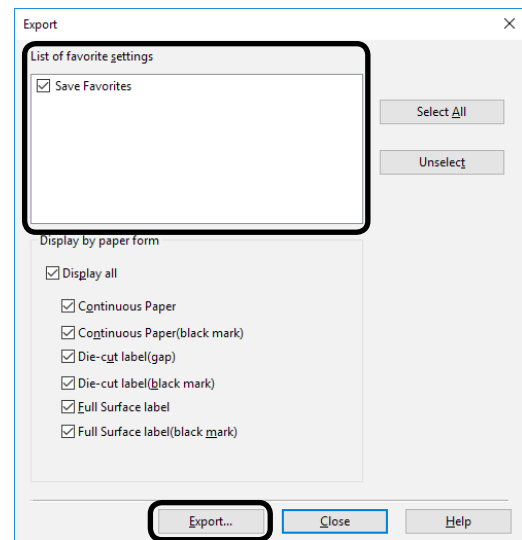 Export
List of favorite settings
Save Favorites
Select All
Unselect
Display by paper form
Display all
Continuous Paper
Continuous Paper(black mark)
Die-cut label(gap)
Die-cut label(black mark)
Full Surface label
Full Surface label(black mark)
Export... Close Help